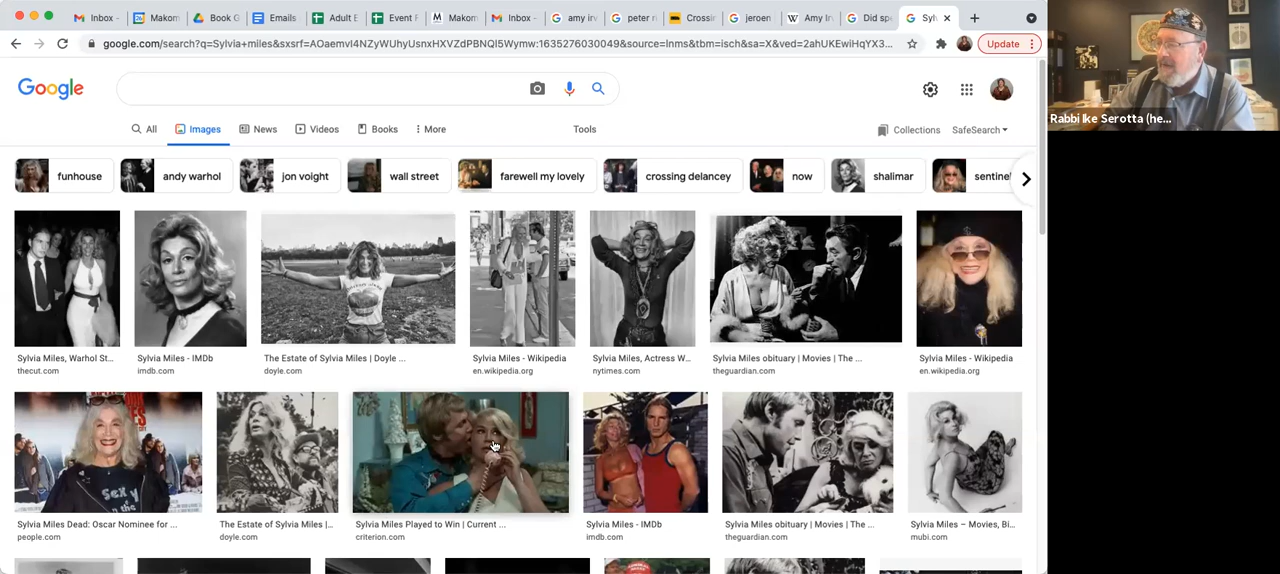 Inbox -
Makom
Book G
Emails
Adult E
Event F
Makom
Inbox -
amy irv
peter ri
Crossin
jeroen
Amy Irv
Did spe
Syl
google.com/search?q=Sylvia+miles&sxsrf=AOaemvI4NZyWUhyUsnxHXVZdPBNQI5Wymw:1635276030049&source=lnms&tbm=isch&sa=X&ved=2ahUKEwiHqYX3...
Update
Google
All
Images
News
Videos
Books
More
Tools
Collections
SafeSearch
Rabbi Ike Serotta (he...
funhouse
andy warhol
jon voight
wall street
farewell my lovely
crossing delancey
now
shalimar
sentinel
Sylvia Miles, Warhol St...
thecut.com
Sylvia Miles - IMDb
imdb.com
The Estate of Sylvia Miles | Doyle ...
doyle.com
Sylvia Miles - Wikipedia
en.wikipedia.org
Sylvia Miles, Actress W...
nytimes.com
Sylvia Miles obituary | Movies | The ...
theguardian.com
Sylvia Miles - Wikipedia
en.wikipedia.org
Sylvia Miles Dead: Oscar Nominee for ...
people.com
The Estate of Sylvia Miles |...
doyle.com
Sylvia Miles Played to Win | Current ...
criterion.com
Sylvia Miles - IMDb
imdb.com
Sylvia Miles obituary | Movies | The ...
theguardian.com
Sylvia Miles – Movies, Bi...
mubi.com